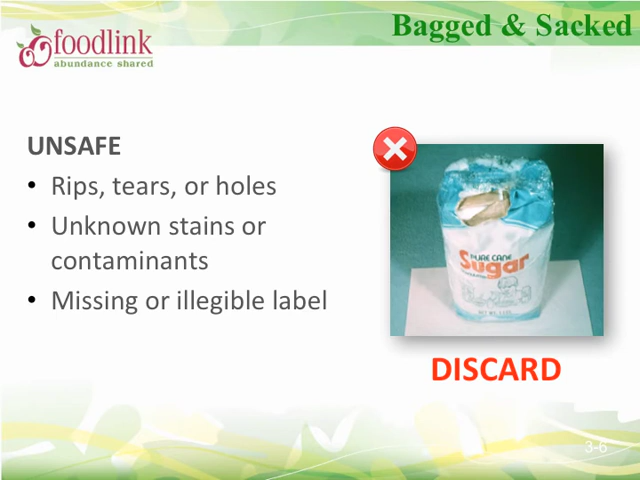 Bagged & Sacked
foodlink
abundance shared
UNSAFE
• Rips, tears, or holes
• Unknown stains or
contaminants
• Missing or illegible label
PURE CANE
Sugar
DISCARD
3-6